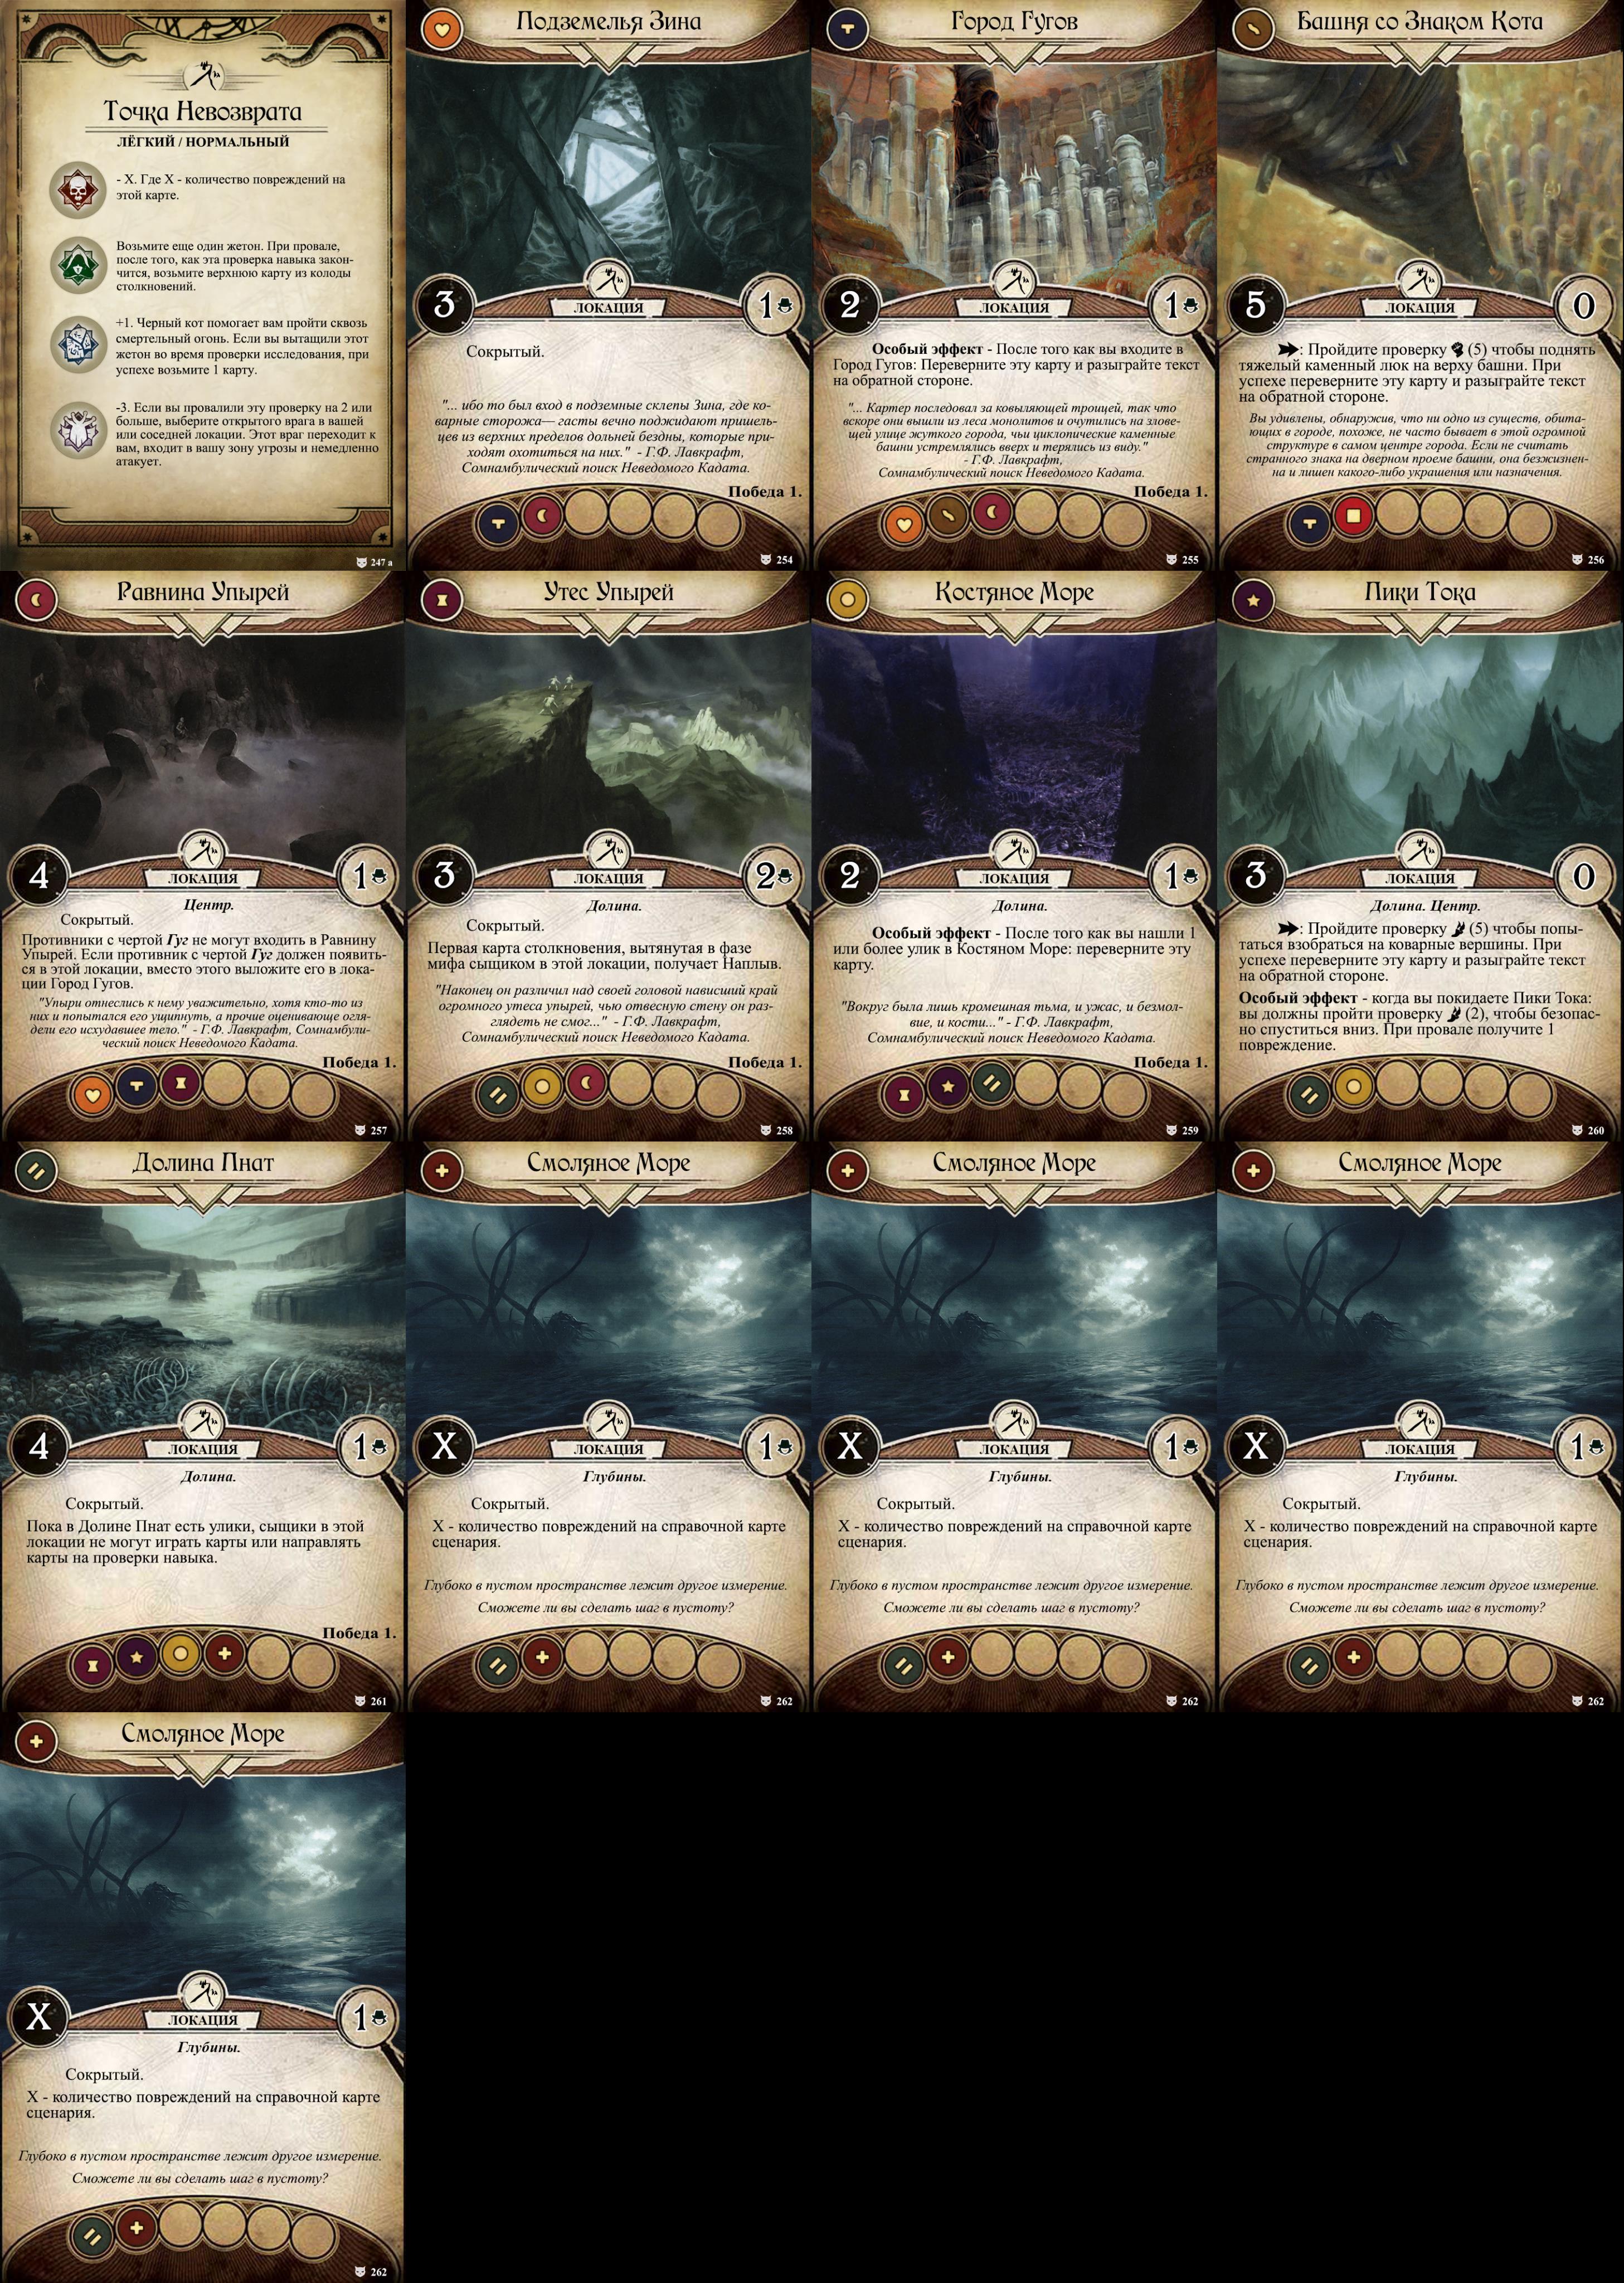 Точка Невозврата
ЛЁГКИЙ / НОРМАЛЬНЫЙ
- X. Где X - количество повреждений на
этой карте.
Возьмите еще один жетон. При провале,
после того, как эта проверка навыка закон-
чится, возьмите верхнюю карту из колоды
столкновений.
+1. Черный кот помогает вам пройти сквозь
смертельный огонь. Если вы вытащили этот
жетон во время проверки исследования, при
успехе возьмите 1 карту.
-3. Если вы провалили эту проверку на 2 или
больше, выберите открытого врага в вашей
или соседней локации. Этот враг переходит к
вам, входит в вашу зону угрозы и немедленно
атакует.
247 a
Подземелья Зина
3
ЛОКАЦИЯ
1
Сокрытый.
"... ибо то был вход в подземные склепы Зина, где ко-
варные сторожа— гасты вечно поджидают пришель-
цев из верхних пределов дольней бездны, которые при-
ходят охотиться на них." - Г.Ф. Лавкрафт,
Сомнамбулический поиск Неведомого Кадата.
Победа 1.
254
Город Гугов
2
ЛОКАЦИЯ
1
Особый эффект - После того как вы входите в
Город Гугов: Переверните эту карту и разыграйте текст
на обратной стороне.
"... Картер последовал за ковыляющей трощей, так что
вскоре они вышли из леса монолитов и очутились на злове-
щей улице жуткого города, чьи циклопические каменные
башни устремлялись вверх и терялись из виду."
- Г.Ф. Лавкрафт,
Сомнамбулический поиск Неведомого Кадата.
Победа 1.
255
Башня со Знаком Кота
5
ЛОКАЦИЯ
0
: Пройдите проверку (5) чтобы поднять
тяжелый каменный люк на верху башни. При
успехе переверните эту карту и разыграйте текст
на обратной стороне.
Вы удивлены, обнаружив, что ни одно из существ, обита-
ющих в городе, похоже, не часто бывает в этой огромной
структуре в самом центре города. Если не считать
странного знака на дверном проеме башни, она безжизнен-
на и лишен какого-либо украшения или назначения.
256
Равнина Упырей
4
ЛОКАЦИЯ
1
Центр.
Сокрытый.
Противники с чертой Гуг не могут входить в Равнину
Упырей. Если противник с чертой Гуг должен появить-
ся в этой локации, вместо этого выложите его в лока-
ции Город Гугов.
"Упыри отнеслись к нему уважительно, хотя кто-то из
них и попытался его ущипнуть, а прочие оценивающе огля-
дели его исхудавшее тело." - Г.Ф. Лавкрафт, Сомнамбули-
ческий поиск Неведомого Кадата.
Победа 1.
257
Утес Упырей
3
ЛОКАЦИЯ
2
Долина.
Сокрытый.
Первая карта столкновения, вытянутая в фазе
мифа сыщиком в этой локации, получает Наплыв.
"Наконец он различил над своей головой нависший край
огромного утеса упырей, чью отвесную стену он раз-
глядеть не смог..." - Г.Ф. Лавкрафт,
Сомнамбулический поиск Неведомого Кадата.
Победа 1.
258
Костяное Море
2
ЛОКАЦИЯ
1
Долина.
Особый эффект - После того как вы нашли 1
или более улик в Костяном Море: переверните эту
карту.
"Вокруг была лишь кромешная тьма, и ужас, и безмол-
вие, и кости..." - Г.Ф. Лавкрафт,
Сомнамбулический поиск Неведомого Кадата.
Победа 1.
259
Пики Тока
3
ЛОКАЦИЯ
0
Долина. Центр.
: Пройдите проверку (5) чтобы попы-
таться взобраться на коварные вершины. При
успехе переверните эту карту и разыграйте текст
на обратной стороне.
Особый эффект - когда вы покидаете Пики Тока:
вы должны пройти проверку (2), чтобы безопас-
но спуститься вниз. При провале получите 1
повреждение.
260
Долина Пнат
4
ЛОКАЦИЯ
1
Долина.
Сокрытый.
Пока в Долине Пнат есть улики, сыщики в этой
локации не могут играть карты или направлять
карты на проверки навыка.
Победа 1.
261
Смоляное Море
X
ЛОКАЦИЯ
1
Глубины.
Сокрытый.
X - количество повреждений на справочной карте
сценария.
Глубоко в пустом пространстве лежит другое измерение.
Сможете ли вы сделать шаг в пустоту?
262
Смоляное Море
X
ЛОКАЦИЯ
1
Глубины.
Сокрытый.
X - количество повреждений на справочной карте
сценария.
Глубоко в пустом пространстве лежит другое измерение.
Сможете ли вы сделать шаг в пустоту?
262
Смоляное Море
X
ЛОКАЦИЯ
1
Глубины.
Сокрытый.
X - количество повреждений на справочной карте
сценария.
Глубоко в пустом пространстве лежит другое измерение.
Сможете ли вы сделать шаг в пустоту?
262
Смоляное Море
X
ЛОКАЦИЯ
1
Глубины.
Сокрытый.
X - количество повреждений на справочной карте
сценария.
Глубоко в пустом пространстве лежит другое измерение.
Сможете ли вы сделать шаг в пустоту?
262